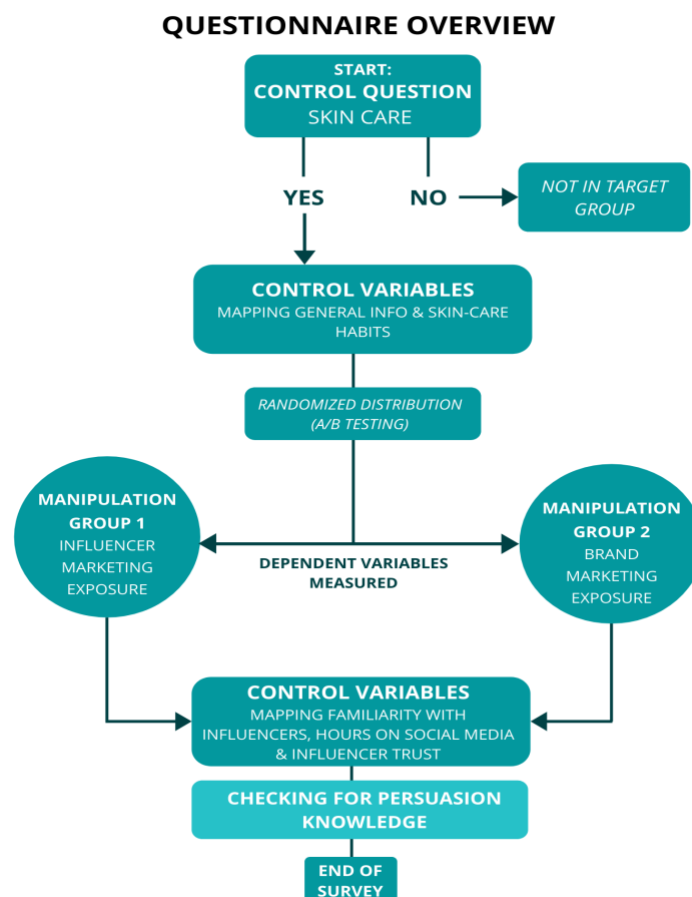 QUESTIONNAIRE OVERVIEW
START:
CONTROL QUESTION
SKIN CARE
YES
NO
NOT IN TARGET
GROUP
CONTROL VARIABLES
MAPPING GENERAL INFO & SKIN-CARE
HABITS
RANDOMIZED DISTRIBUTION
(A/B TESTING)
MANIPULATION
GROUP 1
INFLUENCER
MARKETING
EXPOSURE
DEPENDENT VARIABLES
MEASURED
MANIPULATION
GROUP 2
BRAND
MARKETING
EXPOSURE
CONTROL VARIABLES
MAPPING FAMILIARITY WITH
INFLUENCERS, HOURS ON SOCIAL MEDIA
& INFLUENCER TRUST
CHECKING FOR PERSUASION
KNOWLEDGE
END OF
SURVEY